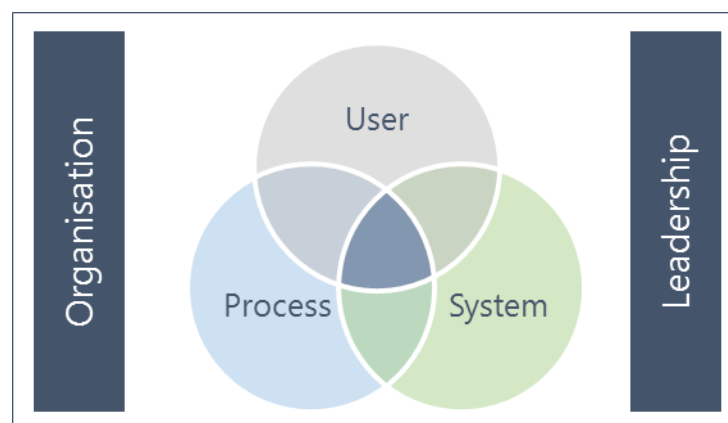 Organisation
User
Process
System
Leadership